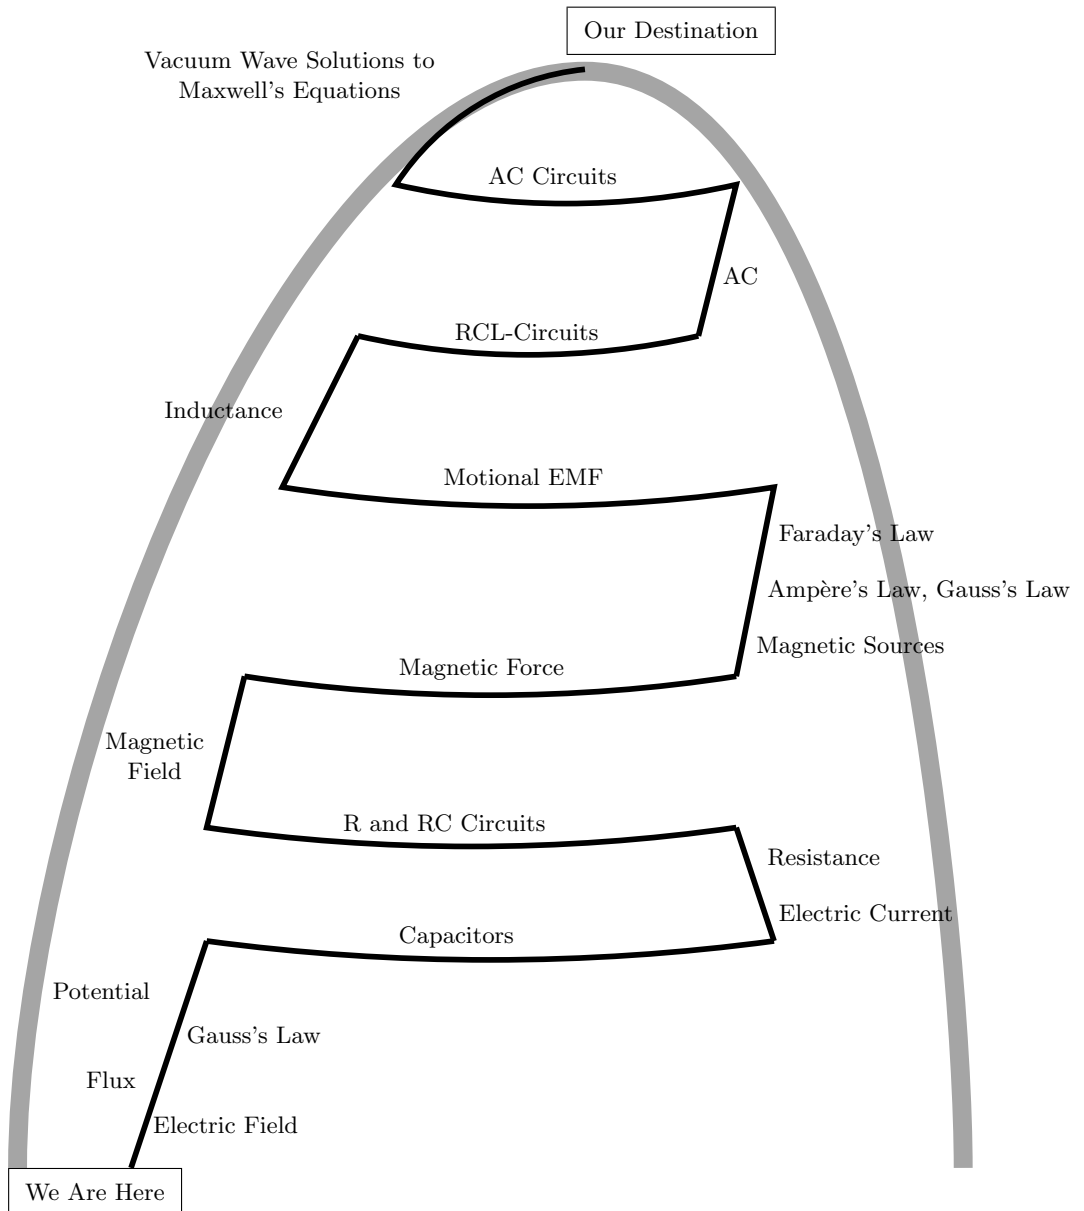 Our Destination
Vacuum Wave Solutions to
Maxwell's Equations
AC Circuits
AC
RCL-Circuits
Inductance
Motional EMF
Faraday's Law
Ampère's Law, Gauss's Law
Magnetic Sources
Magnetic Force
Magnetic
Field
R and RC Circuits
Resistance
Electric Current
Capacitors
Potential
Gauss's Law
Flux
Electric Field
We Are Here